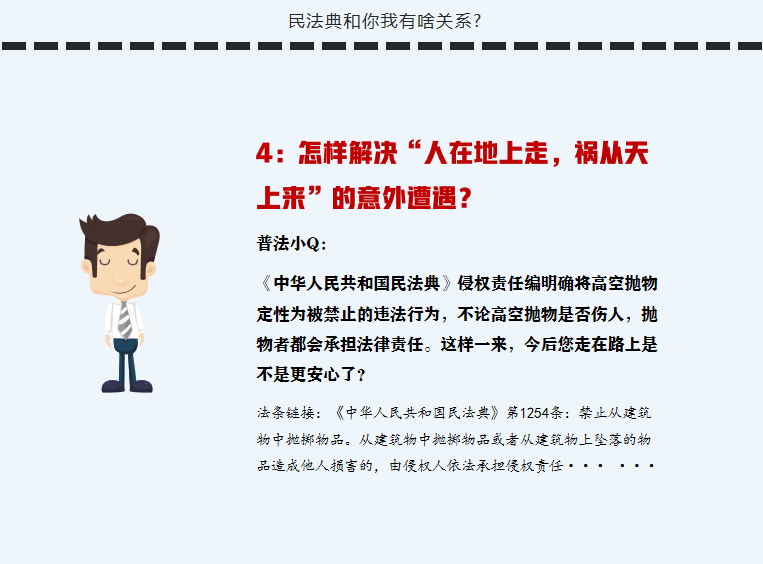 民法典和你我有啥关系？
4：怎样解决“人在地上走，祸从天
上来”的意外遭遇？
普法小Q：
《中华人民共和国民法典》侵权责任编明确将高空抛物
定性为被禁止的违法行为，不论高空抛物是否伤人，抛
物者都会承担法律责任。这样一来，今后您走在路上是
不是更安心了？
法条链接：《中华人民共和国民法典》第1254条：禁止从建筑
物中抛掷物品。从建筑物中抛掷物品或者从建筑物上坠落的物
品造成他人损害的，由侵权人依法承担侵权责任··· ···